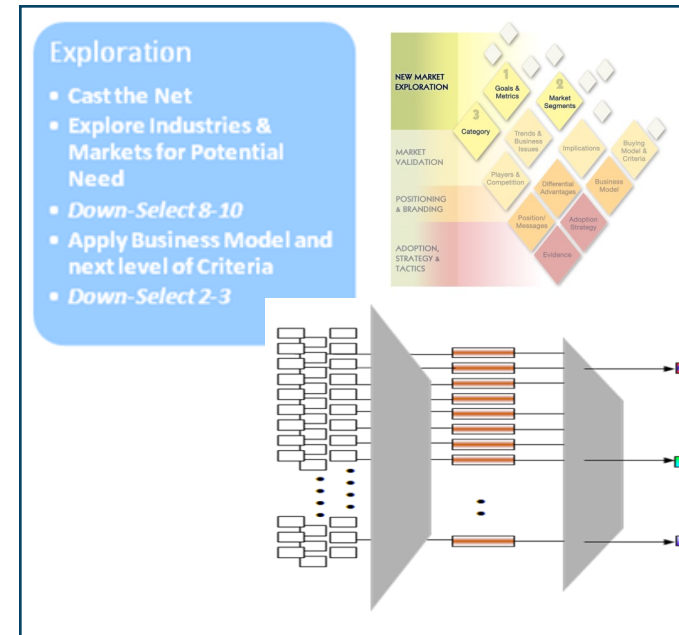 Exploration
• Cast the Net
• Explore Industries &
Markets for Potential
Need
• Down-Select 8-10
• Apply Business Model and
next level of Criteria
• Down-Select 2-3
NEW MARKET
EXPLORATION
MARKET
VALIDATION
POSITIONING
& BRANDING
ADOPTION,
STRATEGY &
TACTICS
1
Goals &
Metrics
2
Market
Segments
3
Category
Trends &
Business
Issues
Implications
Buying
Model &
Criteria
Players &
Competition
Differential
Advantages
Business
Model
Position/
Messages
Adoption
Strategy
Evidence